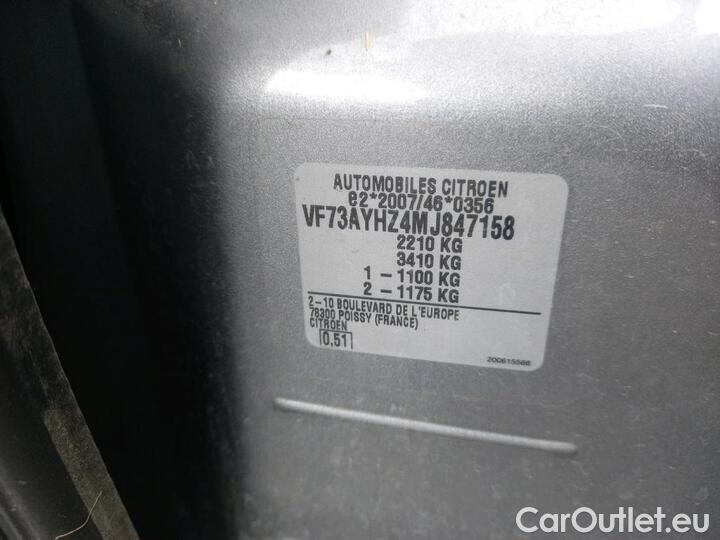 AUTOMOBILES CITROEN
e2*2007/46*0356
VF73AYHZ4MJ847158
2210 KG
3410 KG
1 - 1100 KG
2 - 1175 KG
2-10 BOULEVARD DE L'EUROPE
78300 POISSY (FRANCE)
CITROEN
0,51
200615566
CarOutlet.eu